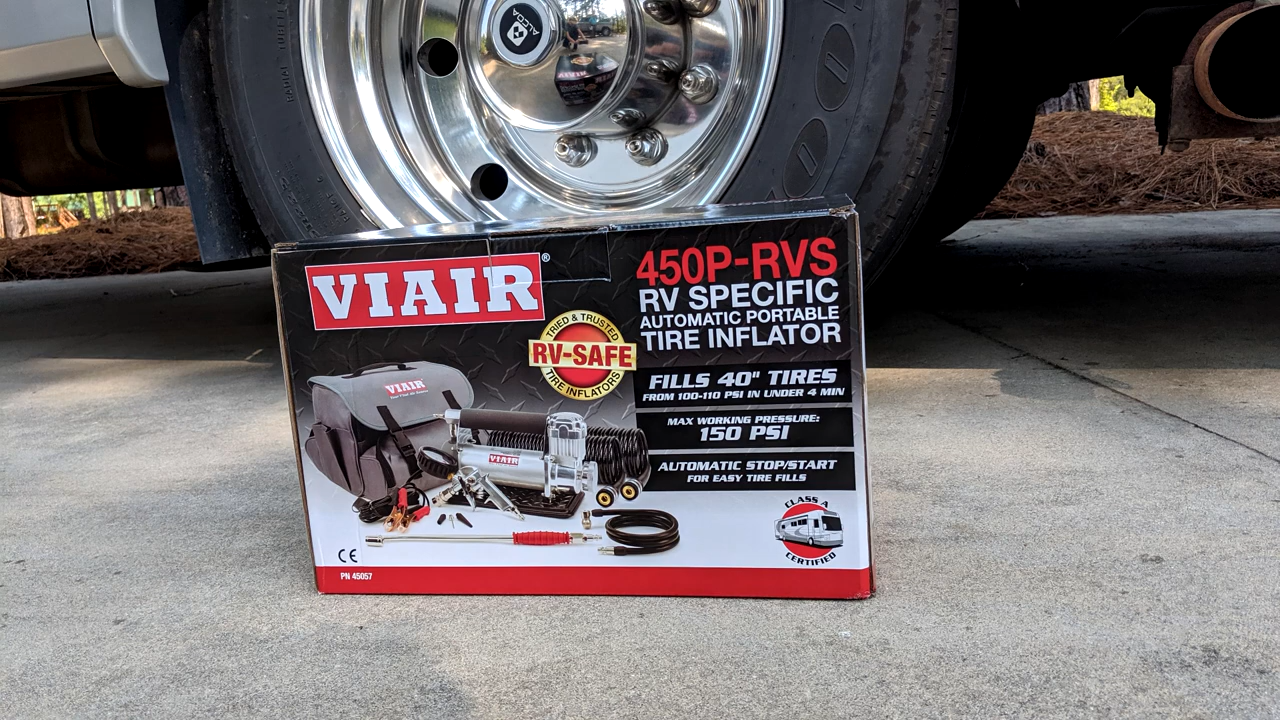 ALCOA
VIAIR®
450P-RVS
RV SPECIFIC
AUTOMATIC PORTABLE
TIRE INFLATOR
TRIED & TRUSTED
RV-SAFE
TIRE INFLATORS
FILLS 40" TIRES
FROM 100-110 PSI IN UNDER 4 MIN
MAX WORKING PRESSURE:
150 PSI
AUTOMATIC STOP/START
FOR EASY TIRE FILLS
VIAIR
VIAIR
CLASS A
CERTIFIED
CE
PN 45057